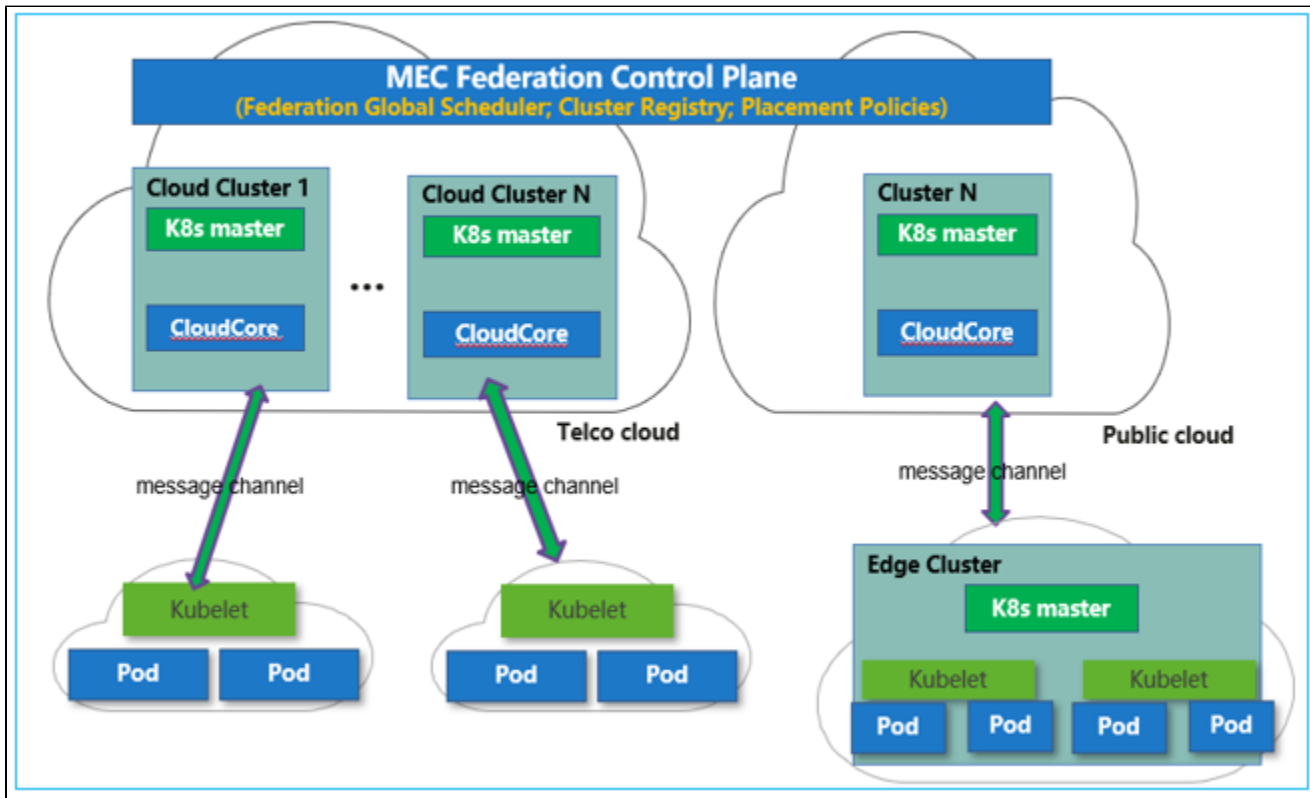 MEC Federation Control Plane
(Federation Global Scheduler; Cluster Registry; Placement Policies)
Cloud Cluster 1
K8s master
CloudCore
...
Cloud Cluster N
K8s master
CloudCore
Cluster N
K8s master
CloudCore
Telco cloud
Public cloud
message channel
message channel
message channel
Kubelet
Pod
Pod
Kubelet
Pod
Pod
Edge Cluster
K8s master
Kubelet
Kubelet
Pod
Pod
Pod
Pod